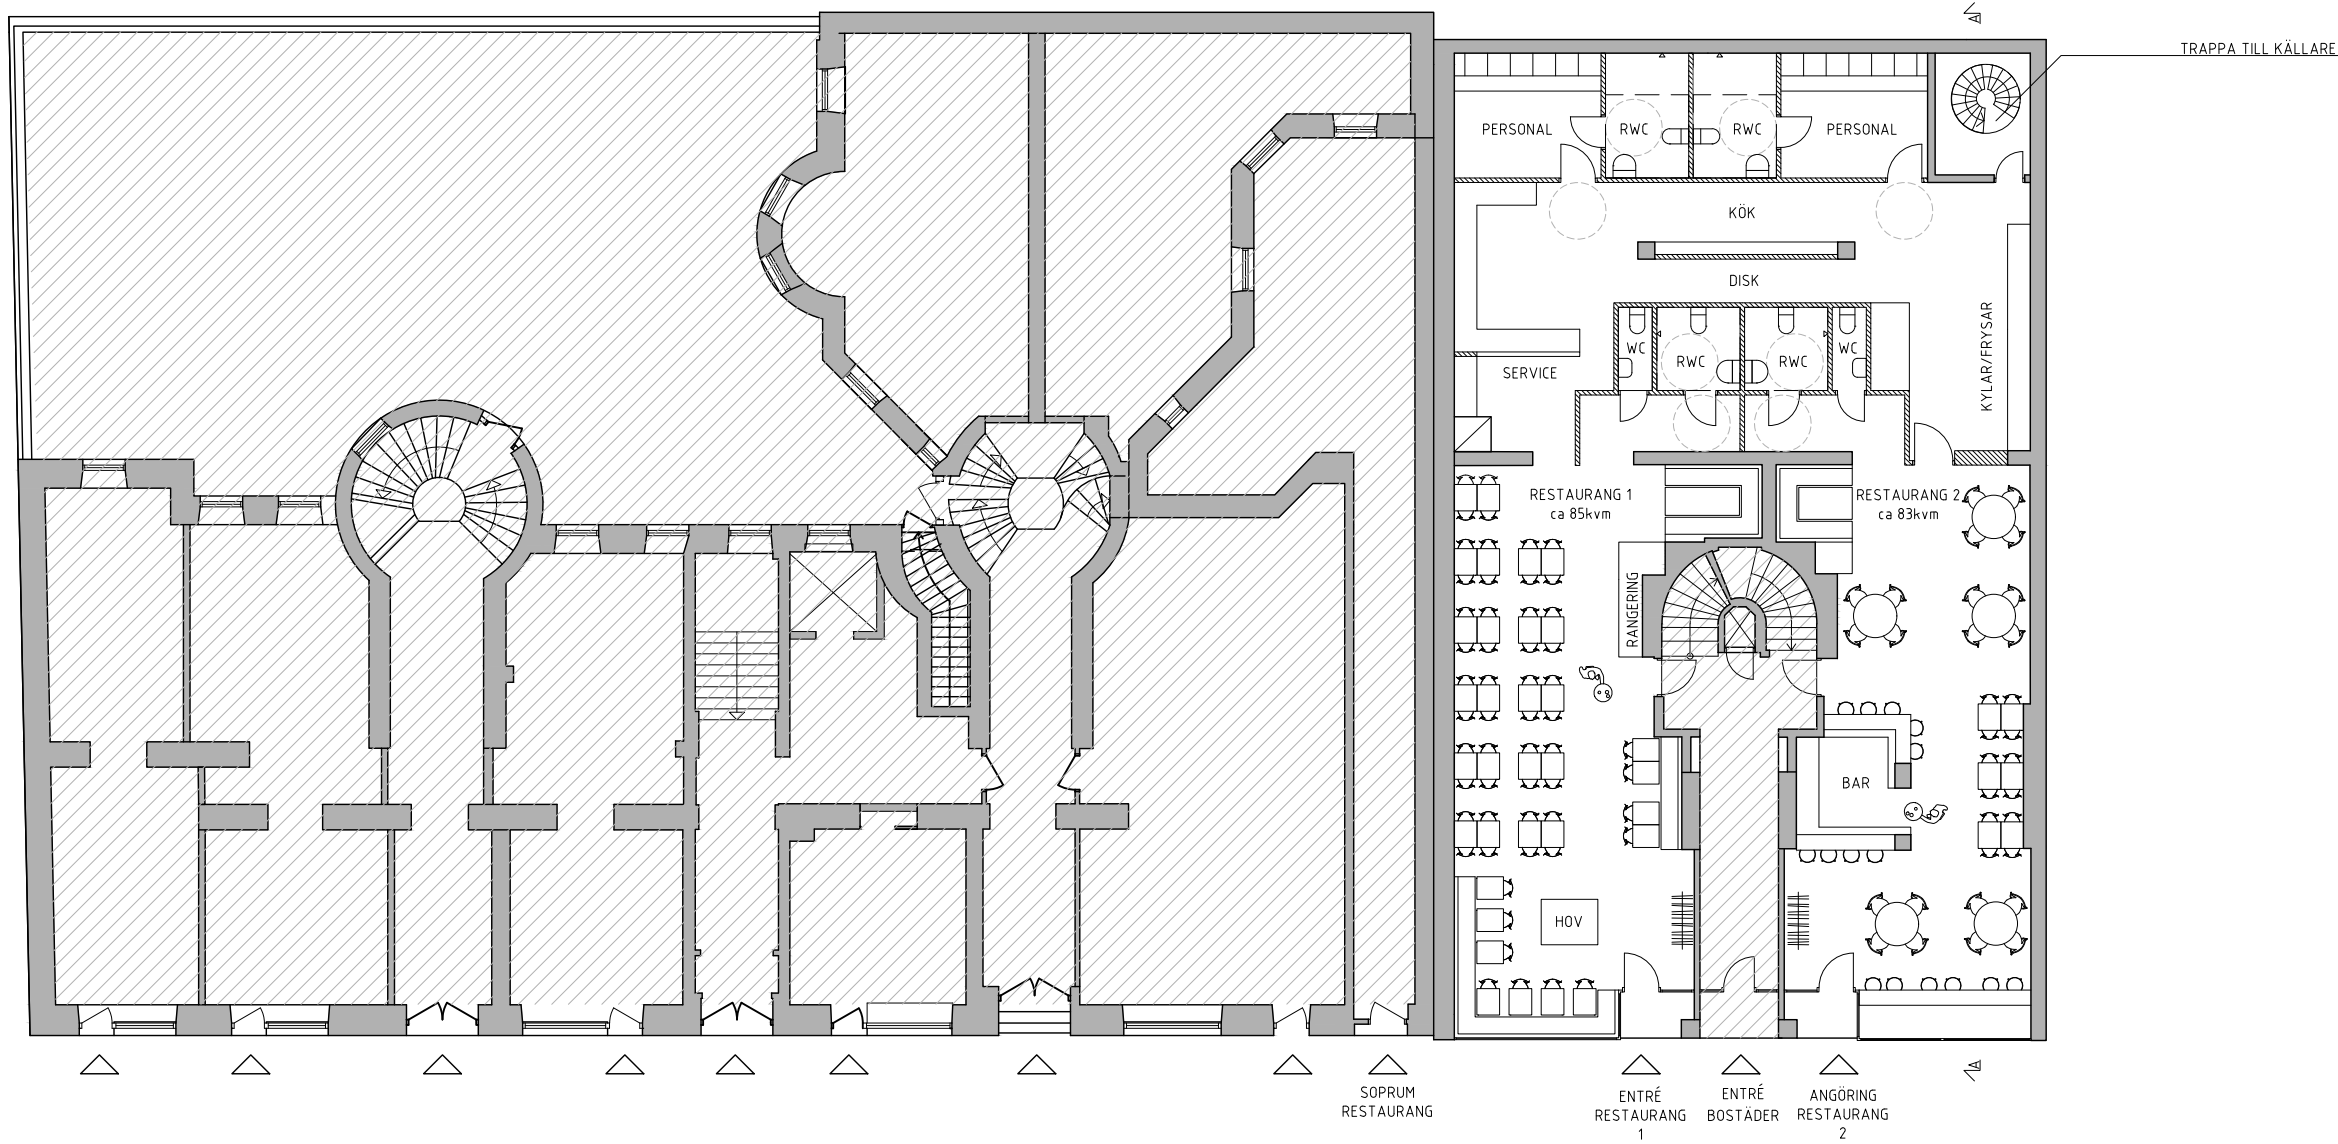 A
TRAPPA TILL KÄLLARE
PERSONAL
RWC
RWC
PERSONAL
KÖK
DISK
KYLAR/FRYSAR
WC
RWC
RWC
WC
SERVICE
RESTAURANG 1
ca 85kvm
RESTAURANG 2
ca 83kvm
RANGERING
BAR
HOV
A
SOPRUM
RESTAURANG
ENTRÉ
RESTAURANG
1
ENTRÉ
BOSTÄDER
ANGÖRING
RESTAURANG
2